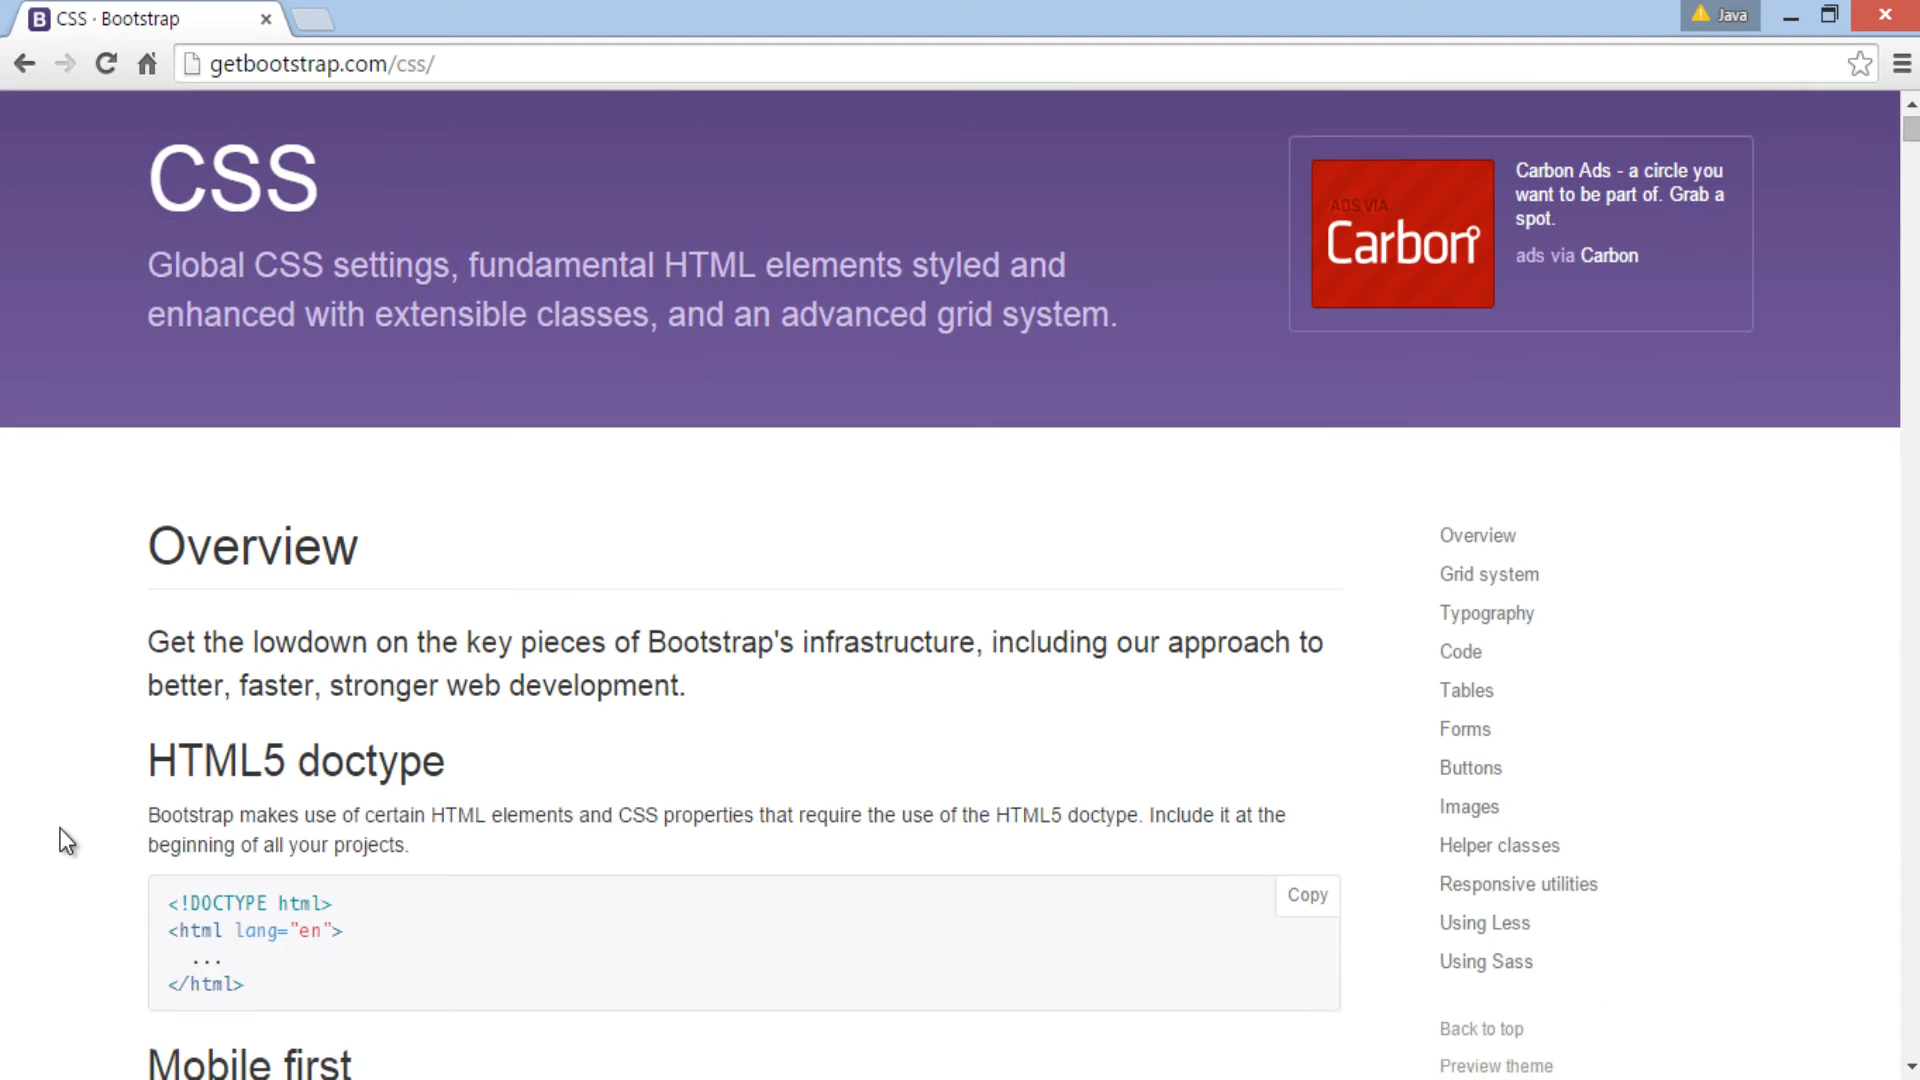 CSS · Bootstrap
Java
getbootstrap.com/css/
CSS
Global CSS settings, fundamental HTML elements styled and
enhanced with extensible classes, and an advanced grid system.
ADS VIA
Carbon
Carbon Ads - a circle you
want to be part of. Grab a
spot.
ads via Carbon
Overview
Get the lowdown on the key pieces of Bootstrap's infrastructure, including our approach to
better, faster, stronger web development.
HTML5 doctype
Bootstrap makes use of certain HTML elements and CSS properties that require the use of the HTML5 doctype. Include it at the
beginning of all your projects.
Copy
<!DOCTYPE html>
<html lang="en">
...
</html>
Mobile first
Overview
Grid system
Typography
Code
Tables
Forms
Buttons
Images
Helper classes
Responsive utilities
Using Less
Using Sass
Back to top
Preview theme